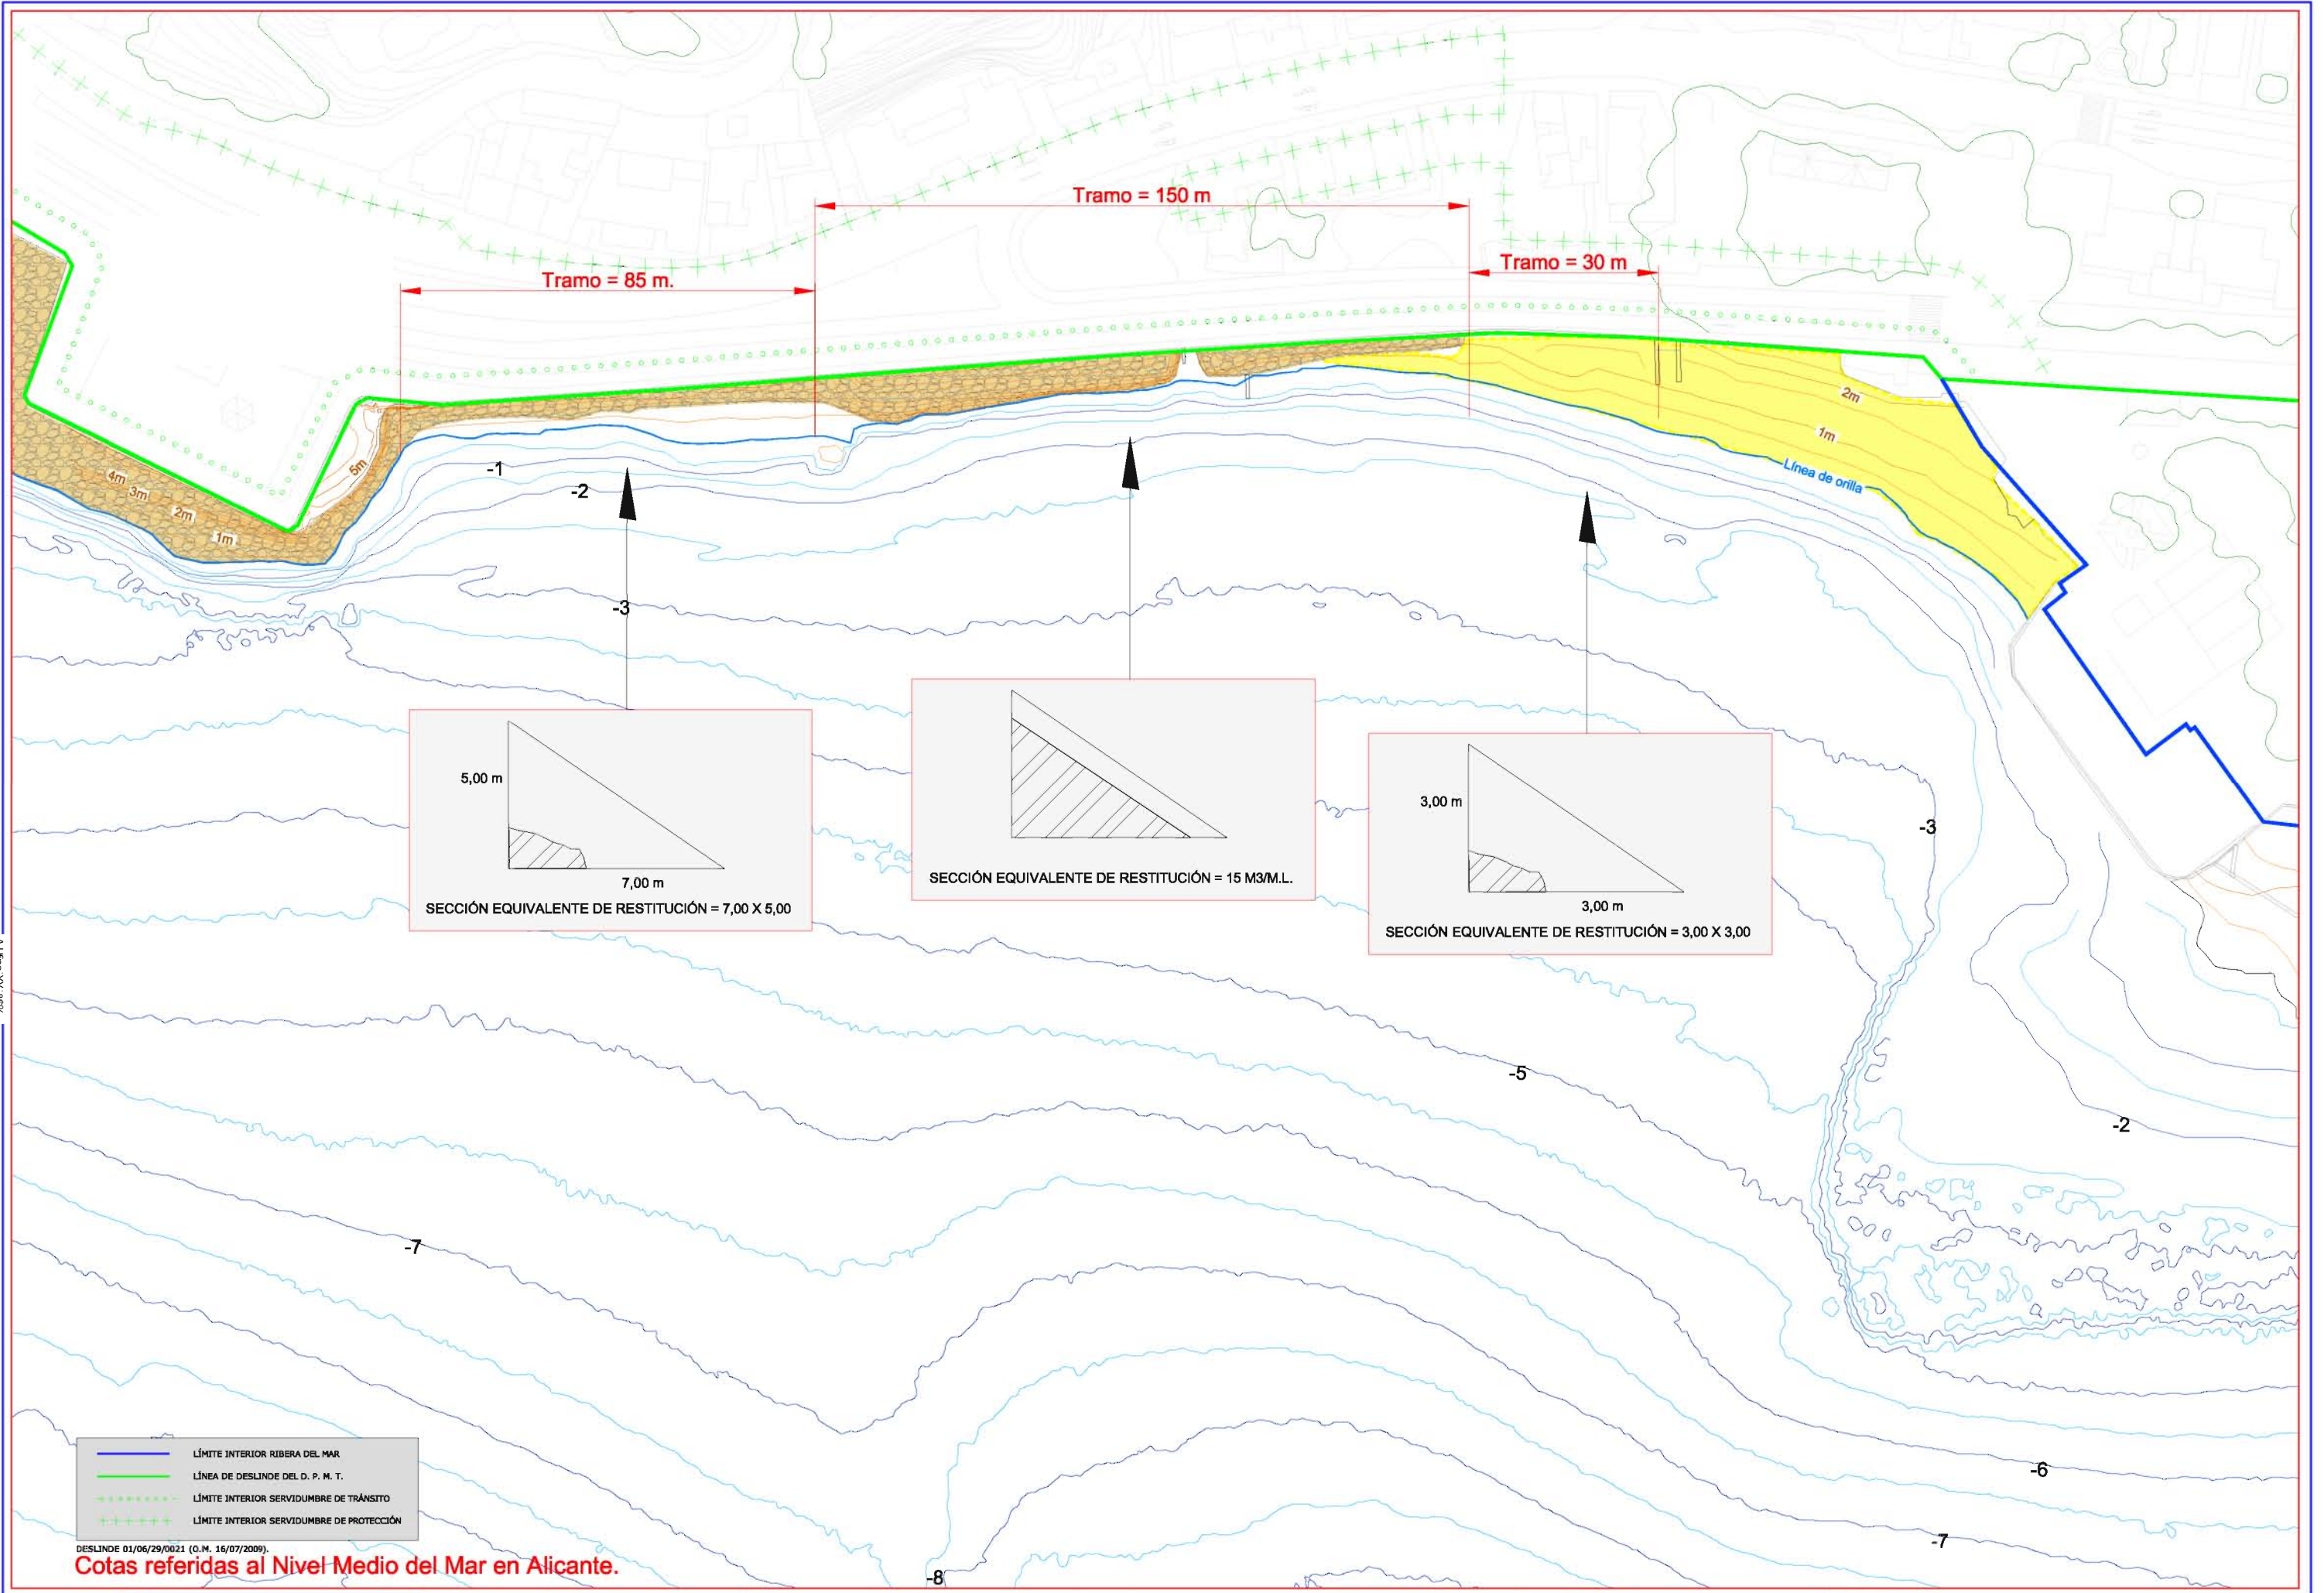 Tramo = 150 m
Tramo = 30 m
Tramo = 85 m.
2m
1m
Línea de orilla
5m
4m
3m
2m
1m
-1
-2
-3
5,00 m
7,00 m
SECCIÓN EQUIVALENTE DE RESTITUCIÓN = 7,00 X 5,00
SECCIÓN EQUIVALENTE DE RESTITUCIÓN = 15 M3/M.L.
3,00 m
3,00 m
SECCIÓN EQUIVALENTE DE RESTITUCIÓN = 3,00 X 3,00
-3
-5
-2
-7
-6
-7
-8
LÍMITE INTERIOR RIBERA DEL MAR
LÍNEA DE DESLINDE DEL D. P. M. T.
LÍMITE INTERIOR SERVIDUMBRE DE TRÁNSITO
LÍMITE INTERIOR SERVIDUMBRE DE PROTECCIÓN
DESLINDE 01/06/29/0021 (O.M. 16/07/2009).
Cotas referidas al Nivel Medio del Mar en Alicante.